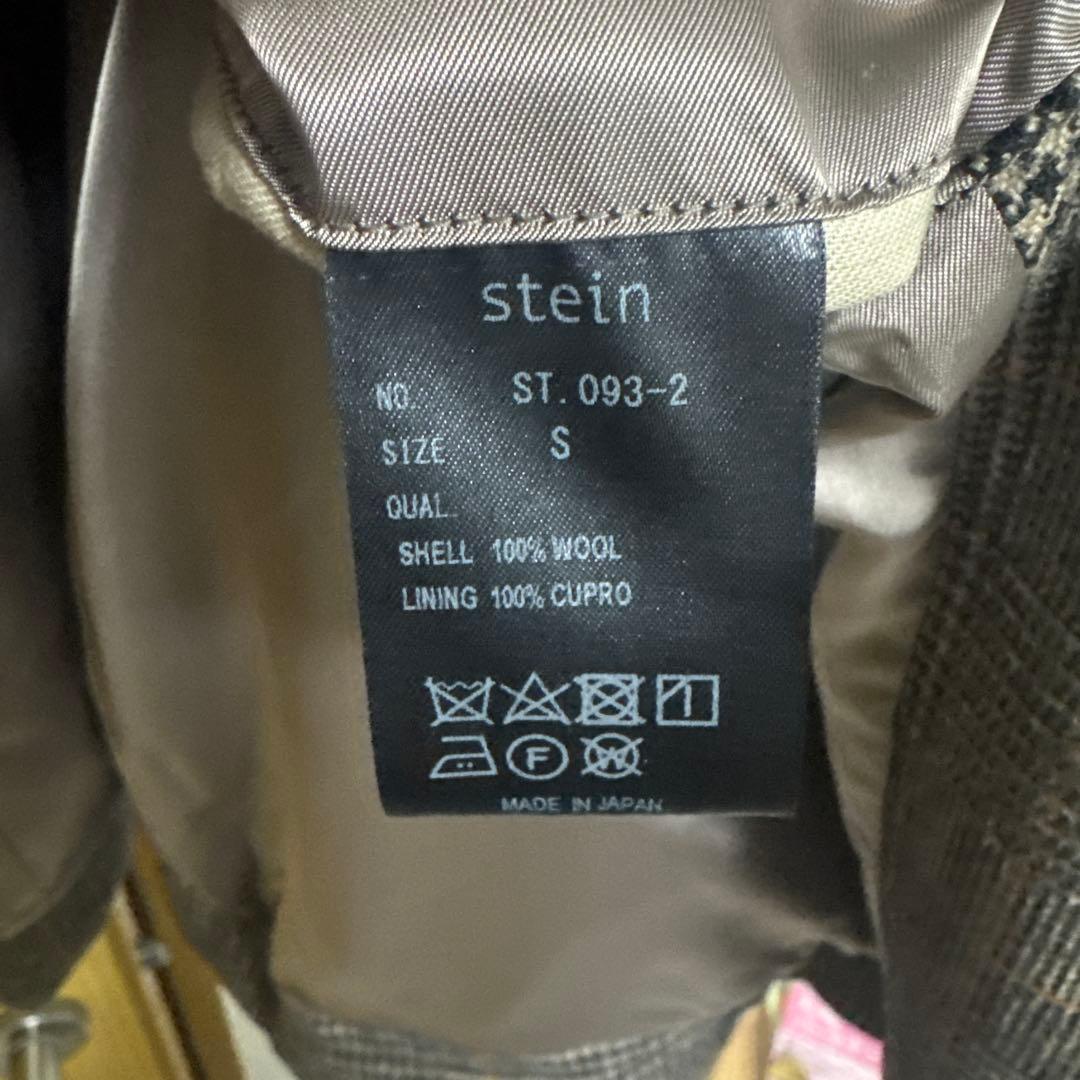 stein
NO. ST.093-2
SIZE S
QUAL.
SHELL 100% WOOL
LINING 100% CUPRO
F W
MADE IN JAPAN